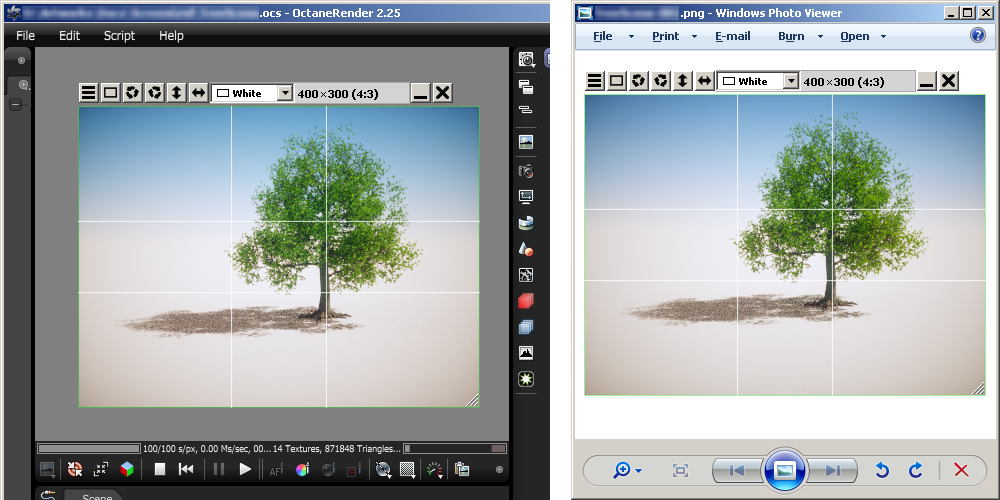 .ocs - OctaneRender 2.25
File Edit Script Help
White 400×300 (4:3)
100/100 s/px, 0.00 Ms/sec, 00... 14 Textures, 871848 Triangles...
AF
Scene
.png - Windows Photo Viewer
File Print E-mail Burn Open
White 400×300 (4:3)